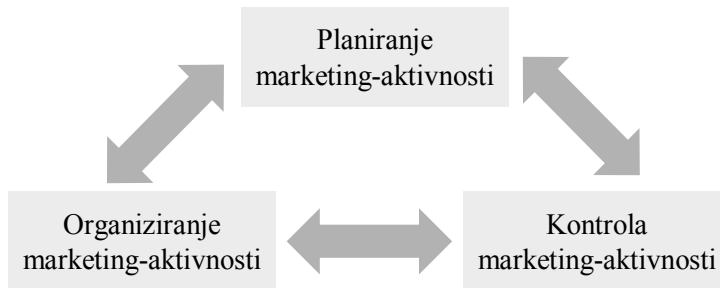 Planiranje
marketing-aktivnosti
Organiziranje
marketing-aktivnosti
Kontrola
marketing-aktivnosti